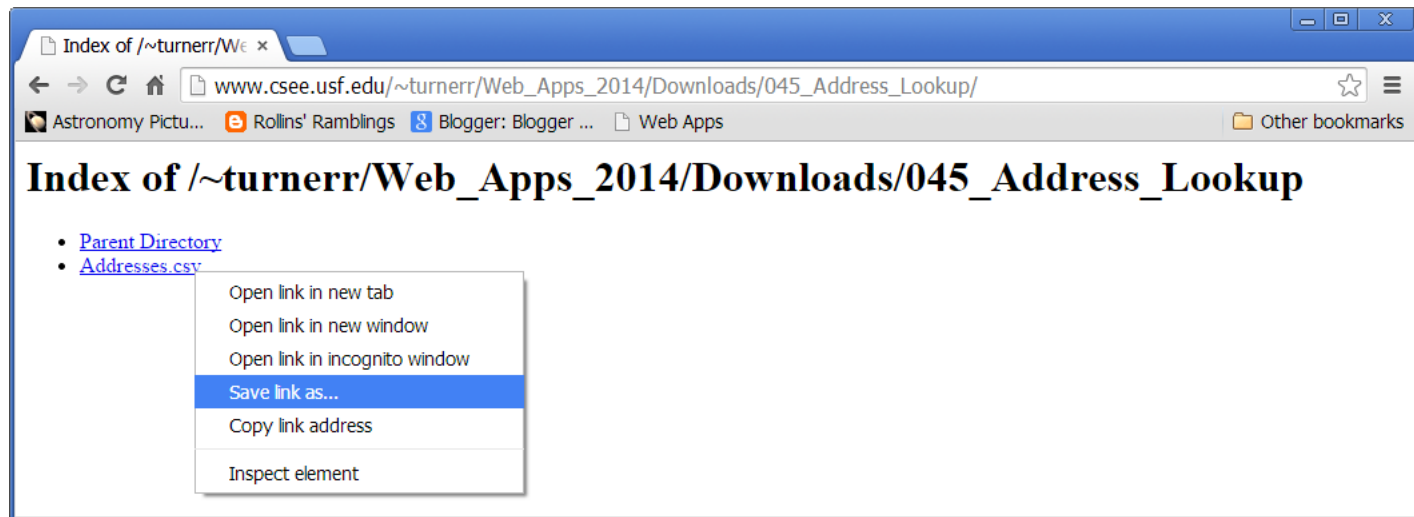 Index of /~turnerr/We
www.csee.usf.edu/~turnerr/Web_Apps_2014/Downloads/045_Address_Lookup/
Astronomy Pictu... Rollins' Ramblings Blogger: Blogger ... Web Apps Other bookmarks
Index of /~turnerr/Web_Apps_2014/Downloads/045_Address_Lookup
Parent Directory
Addresses.csv
Open link in new tab
Open link in new window
Open link in incognito window
Save link as...
Copy link address
Inspect element